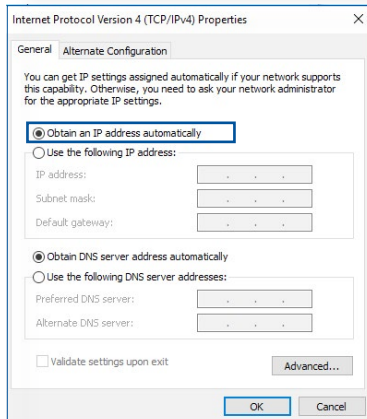 Internet Protocol Version 4 (TCP/IPv4) Properties
General
Alternate Configuration
You can get IP settings assigned automatically if your network supports
this capability. Otherwise, you need to ask your network administrator
for the appropriate IP settings.
Obtain an IP address automatically
Use the following IP address:
IP address:
Subnet mask:
Default gateway:
Obtain DNS server address automatically
Use the following DNS server addresses:
Preferred DNS server:
Alternate DNS server:
Validate settings upon exit
Advanced...
OK
Cancel